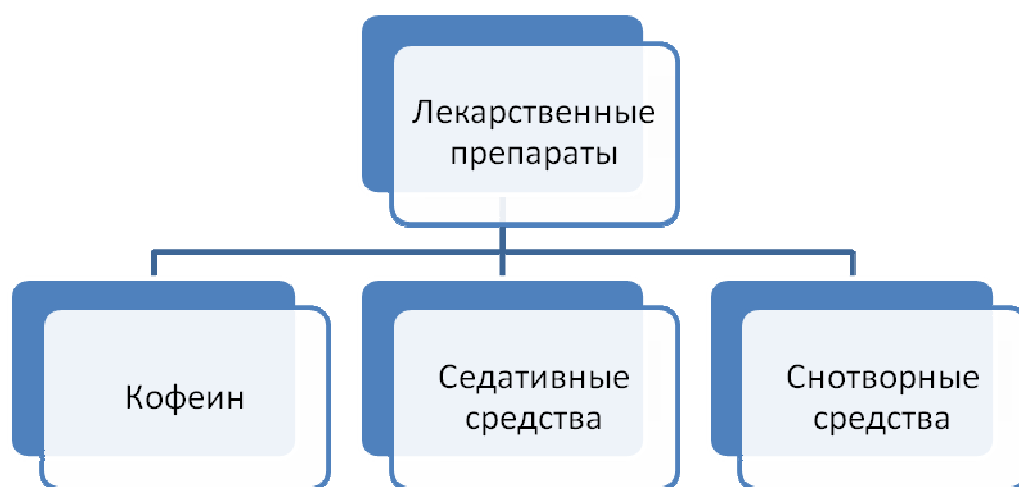 Лекарственные
препараты
Кофеин
Седативные
средства
Снотворные
средства